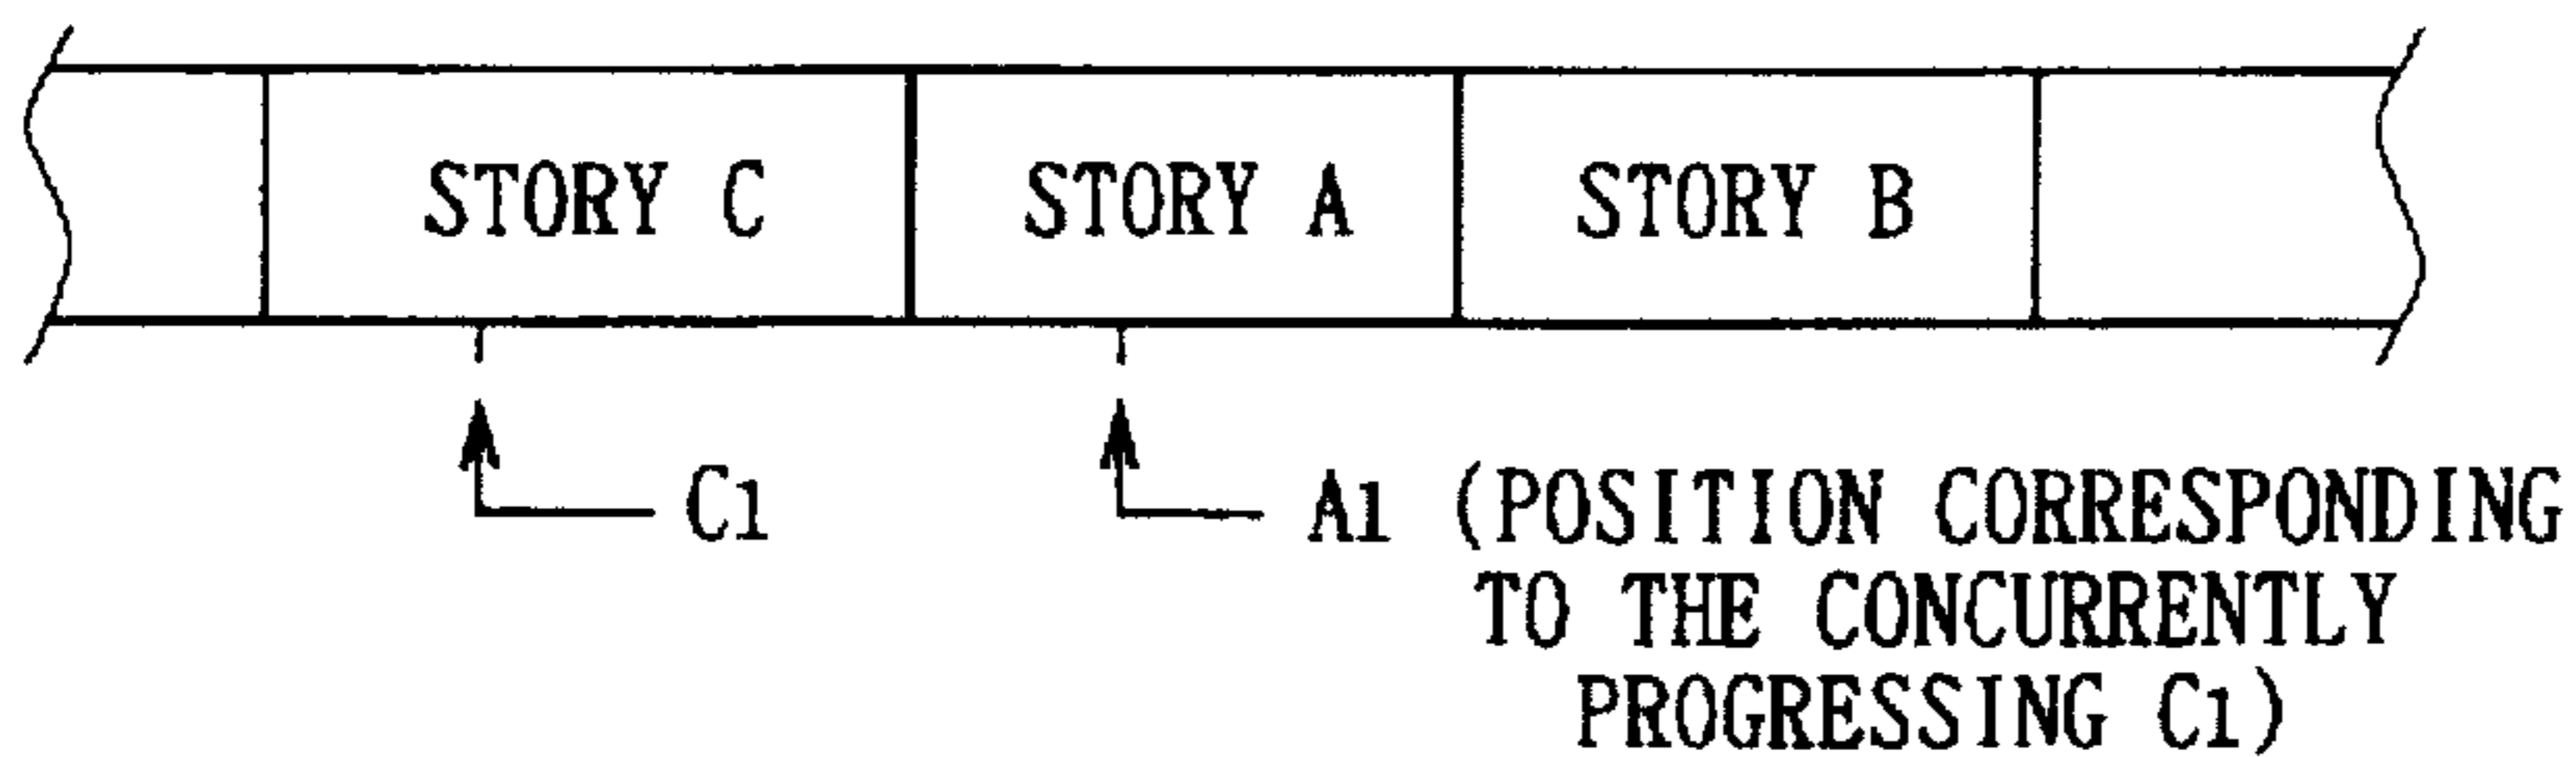 STORY C STORY A STORY B
C1 A1 (POSITION CORRESPONDING
TO THE CONCURRENTLY
PROGRESSING C1)